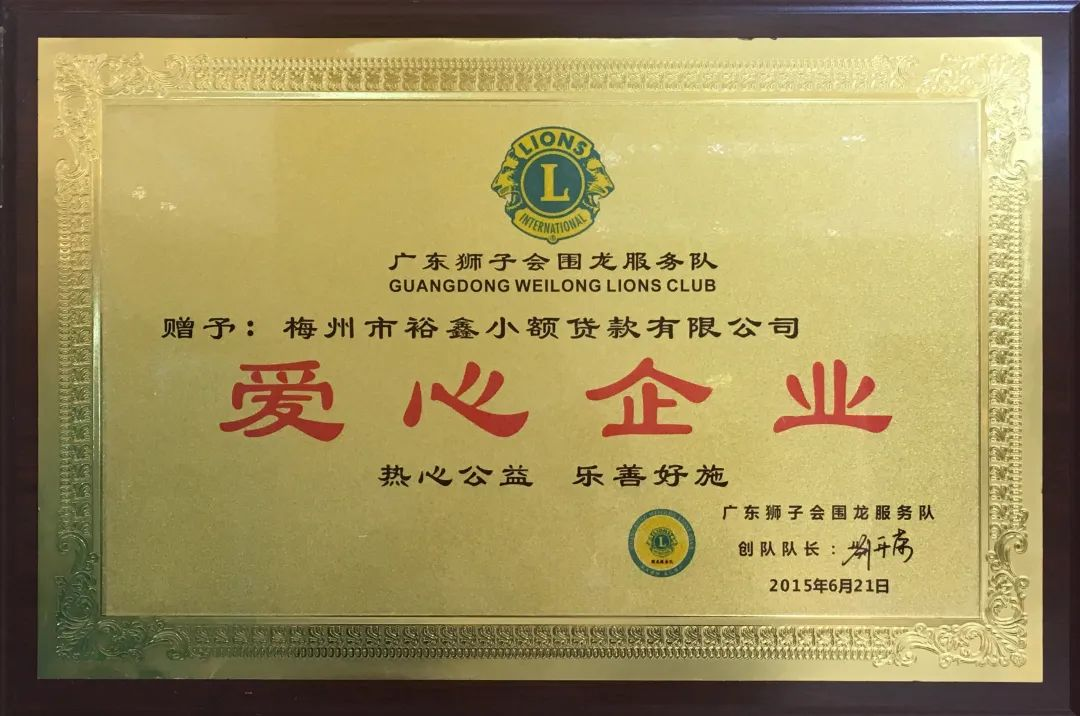 LIONS
L
INTERNATIONAL
广东狮子会围龙服务队
GUANGDONG WEILONG LIONS CLUB
赠予：梅州市裕鑫小额贷款有限公司
爱心企业
热心公益 乐善好施
广东狮子会围龙服务队
创队队长：
2015年6月21日